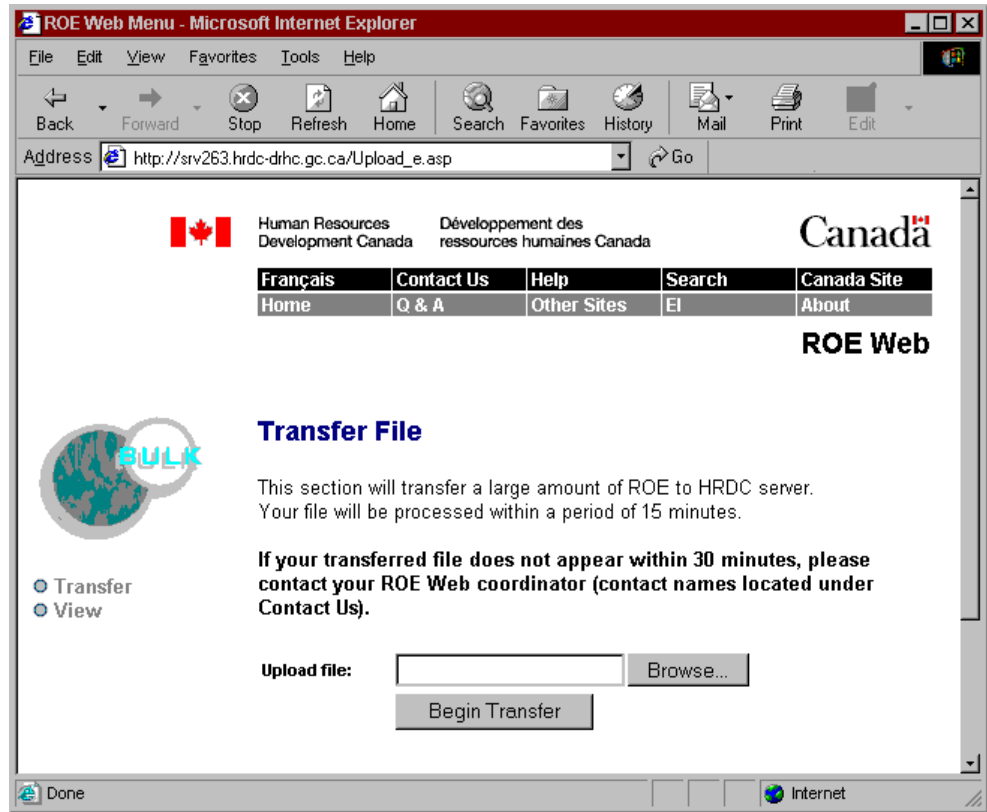 ROE Web Menu - Microsoft Internet Explorer
File Edit View Favorites Tools Help
Back Forward Stop Refresh Home Search Favorites History Mail Print Edit
Address http://srv263.hrdc-drhc.gc.ca/Upload_e.asp Go
Human Resources Développement des
Development Canada ressources humaines Canada
Canada
Français Contact Us Help Search Canada Site
Home Q & A Other Sites EI About
ROE Web
BULK
Transfer
View
Transfer File
This section will transfer a large amount of ROE to HRDC server.
Your file will be processed within a period of 15 minutes.
If your transferred file does not appear within 30 minutes, please
contact your ROE Web coordinator (contact names located under
Contact Us).
Upload file: Browse...
Begin Transfer
Done Internet